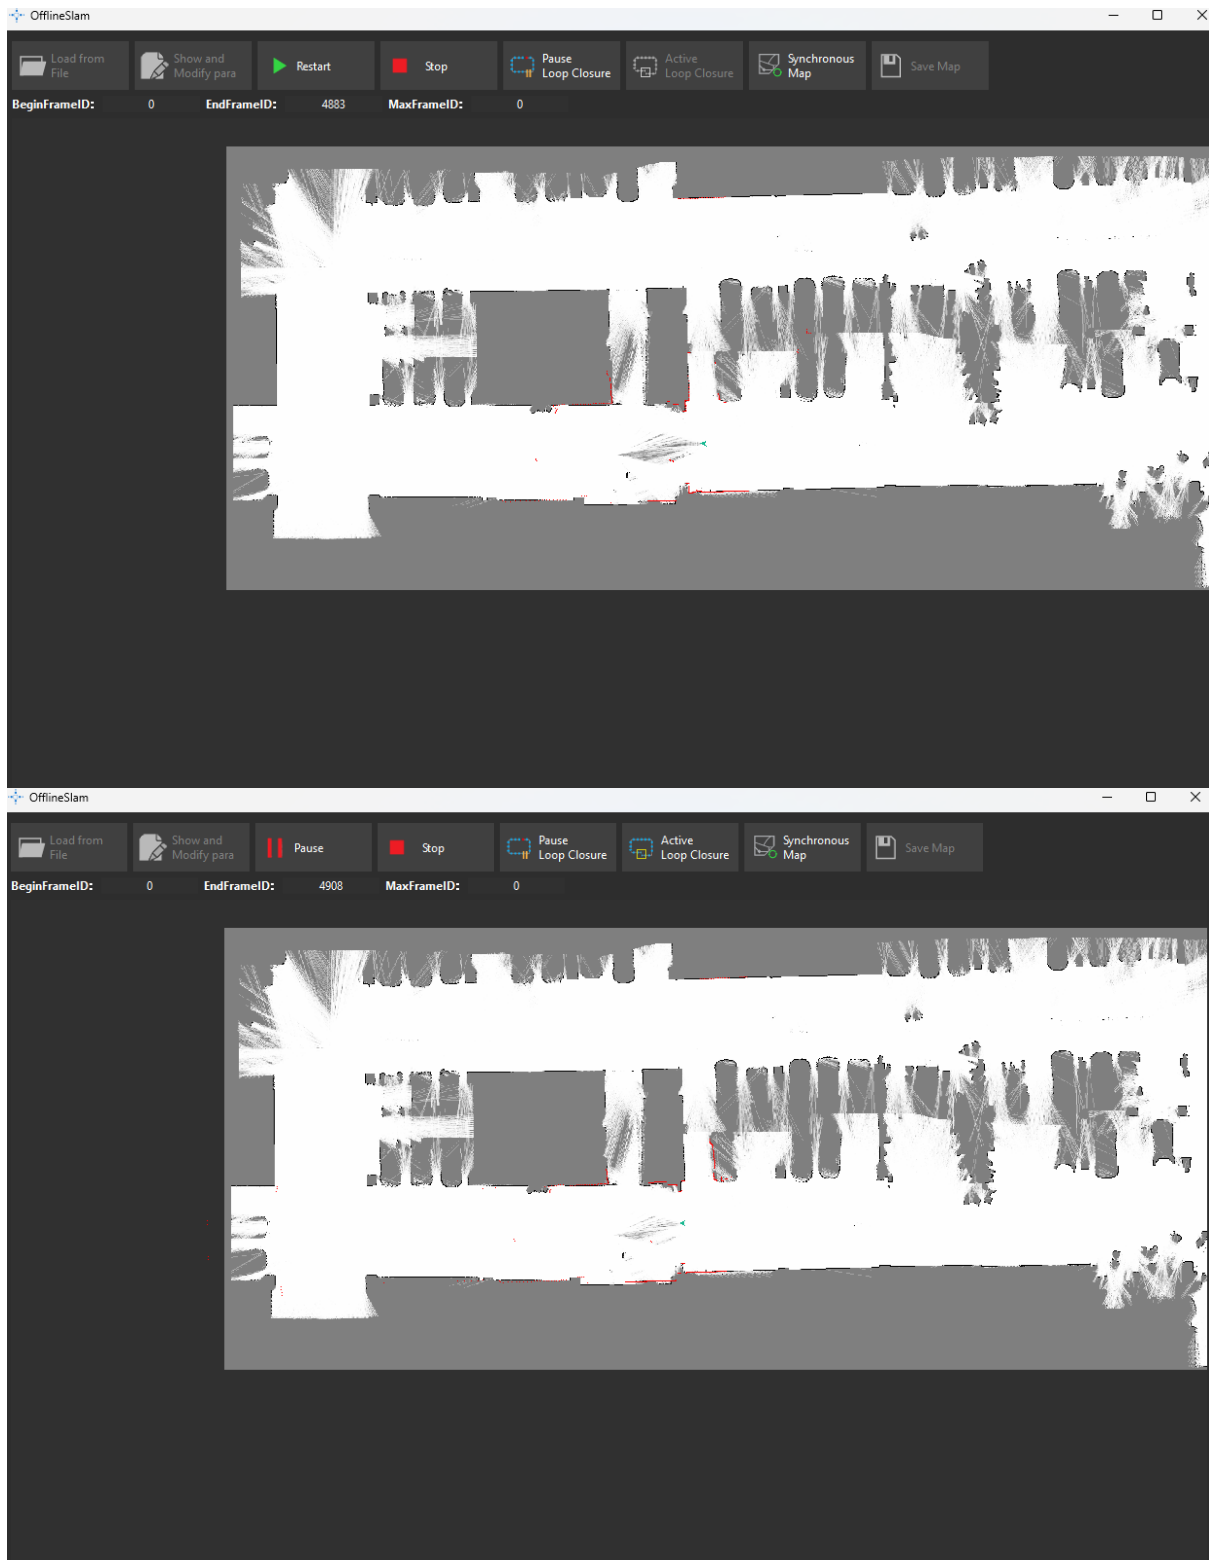 OfflineSlam
Load from File
Show and Modify para
Restart
Stop
Pause Loop Closure
Active Loop Closure
Synchronous Map
Save Map
BeginFrameID: 0 EndFrameID: 4883 MaxFrameID: 0
OfflineSlam
Load from File
Show and Modify para
Pause
Stop
Pause Loop Closure
Active Loop Closure
Synchronous Map
Save Map
BeginFrameID: 0 EndFrameID: 4908 MaxFrameID: 0